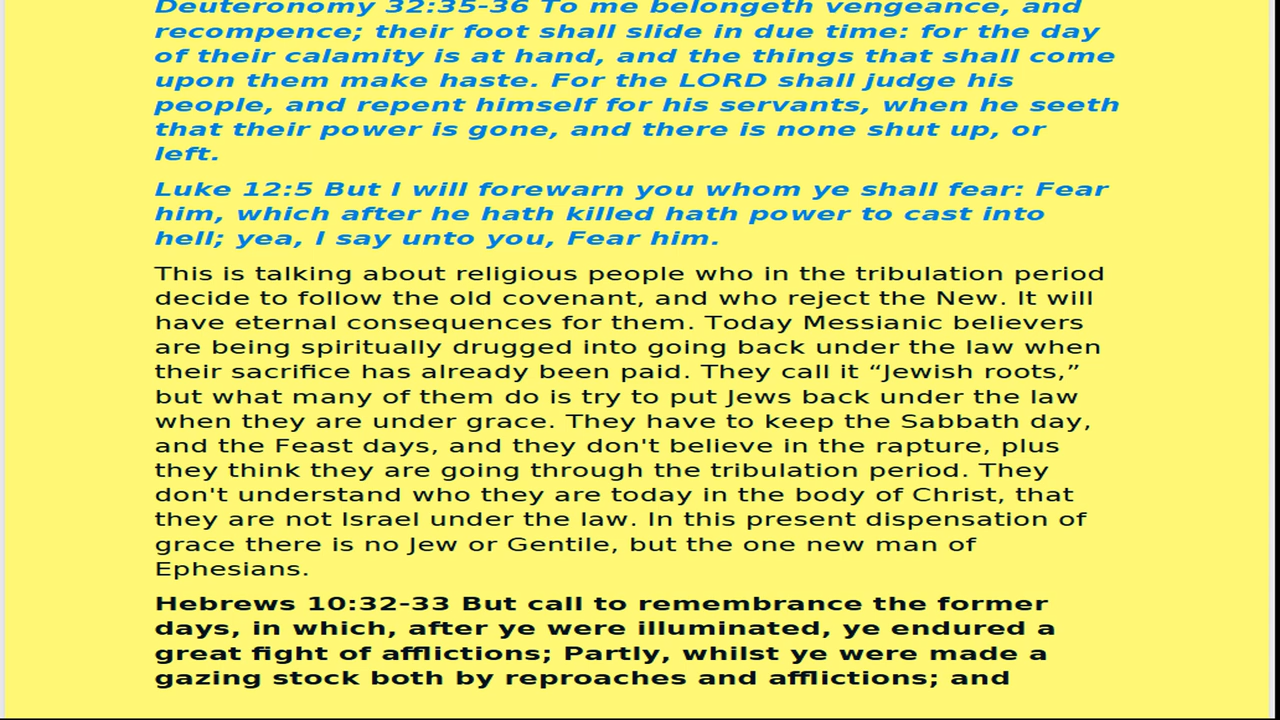 Deuteronomy 32:35-36 To me belongeth vengeance, and
recompence; their foot shall slide in due time: for the day
of their calamity is at hand, and the things that shall come
upon them make haste. For the LORD shall judge his
people, and repent himself for his servants, when he seeth
that their power is gone, and there is none shut up, or
left.
Luke 12:5 But I will forewarn you whom ye shall fear: Fear
him, which after he hath killed hath power to cast into
hell; yea, I say unto you, Fear him.
This is talking about religious people who in the tribulation period
decide to follow the old covenant, and who reject the New. It will
have eternal consequences for them. Today Messianic believers
are being spiritually drugged into going back under the law when
their sacrifice has already been paid. They call it “Jewish roots,”
but what many of them do is try to put Jews back under the law
when they are under grace. They have to keep the Sabbath day,
and the Feast days, and they don't believe in the rapture, plus
they think they are going through the tribulation period. They
don't understand who they are today in the body of Christ, that
they are not Israel under the law. In this present dispensation of
grace there is no Jew or Gentile, but the one new man of
Ephesians.
Hebrews 10:32-33 But call to remembrance the former
days, in which, after ye were illuminated, ye endured a
great fight of afflictions; Partly, whilst ye were made a
gazing stock both by reproaches and afflictions; and